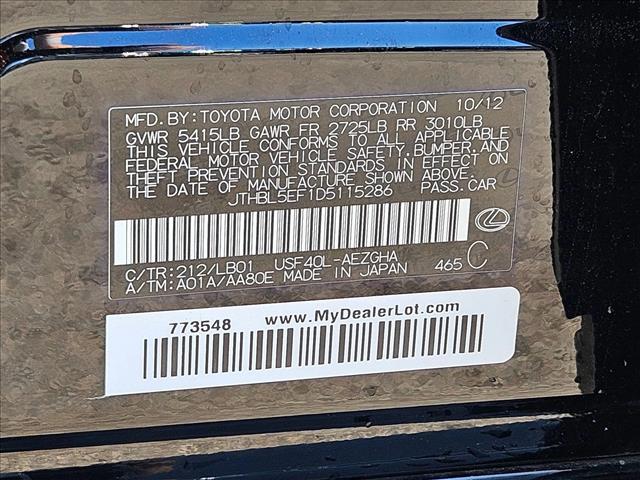 MFD. BY: TOYOTA MOTOR CORPORATION 10/12
GVWR 5415LB GAWR FR 2725LB RR 3010LB
THIS VEHICLE CONFORMS TO ALL APPLICABLE
FEDERAL MOTOR VEHICLE SAFETY, BUMPER, AND
THEFT PREVENTION STANDARDS IN EFFECT ON
THE DATE OF MANUFACTURE SHOWN ABOVE.
JTHBL5EF1D5115286 PASS. CAR
C/TR: 212/LB01 USF40L-AEZGHA
A/TM: A01A/AA80E MADE IN JAPAN 465 C
773548 www.MyDealerLot.com